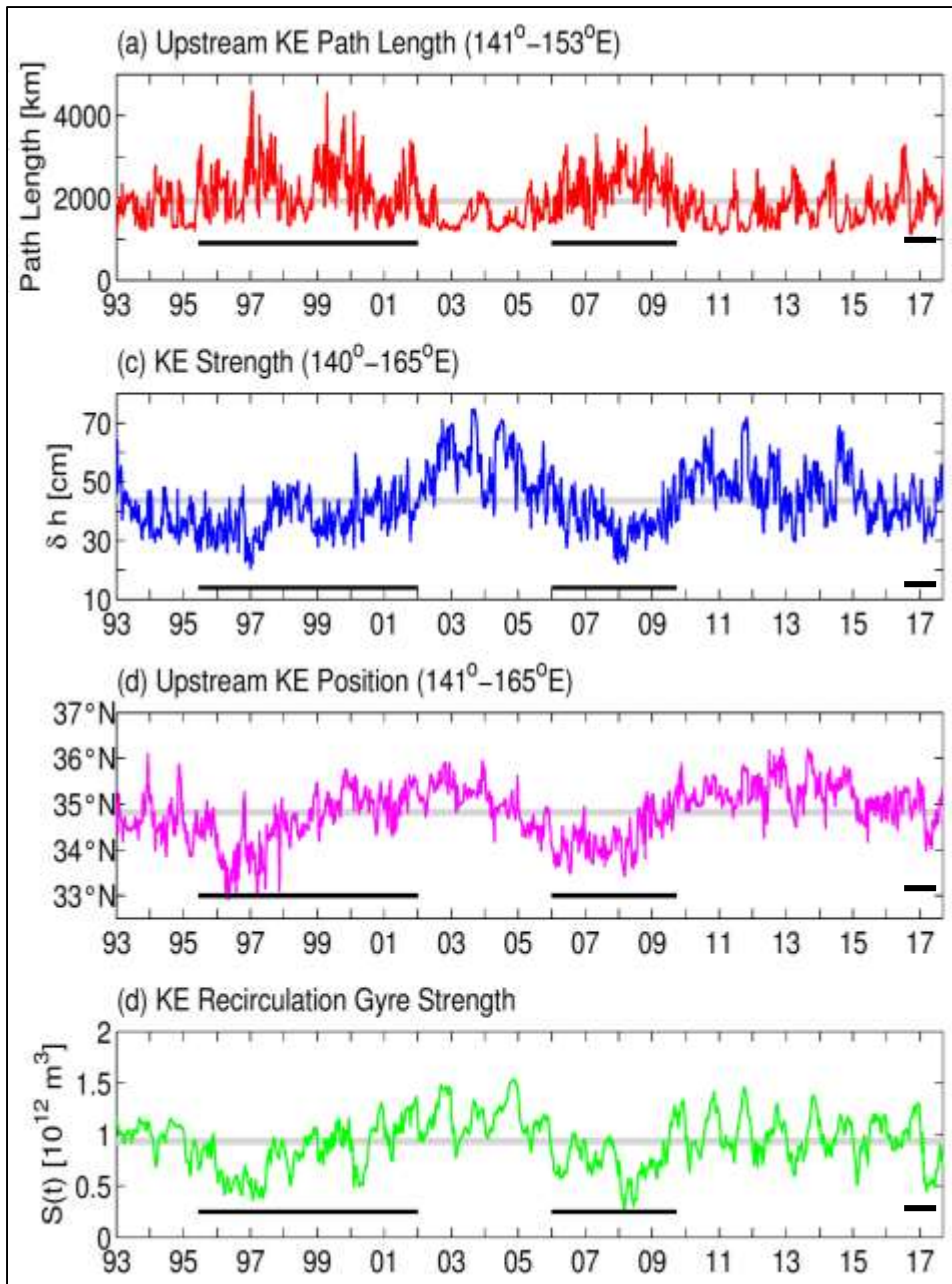 (a) Upstream KE Path Length (141°−153°E)
Path Length [km]
4000
2000
0
93 95 97 99 01 03 05 07 09 11 13 15 17
(c) KE Strength (140°−165°E)
δ h [cm]
70
50
30
10
93 95 97 99 01 03 05 07 09 11 13 15 17
(d) Upstream KE Position (141°−165°E)
37°N
36°N
35°N
34°N
33°N
93 95 97 99 01 03 05 07 09 11 13 15 17
(d) KE Recirculation Gyre Strength
S(t) [10¹² m³]
2
1.5
1
0.5
0
93 95 97 99 01 03 05 07 09 11 13 15 17